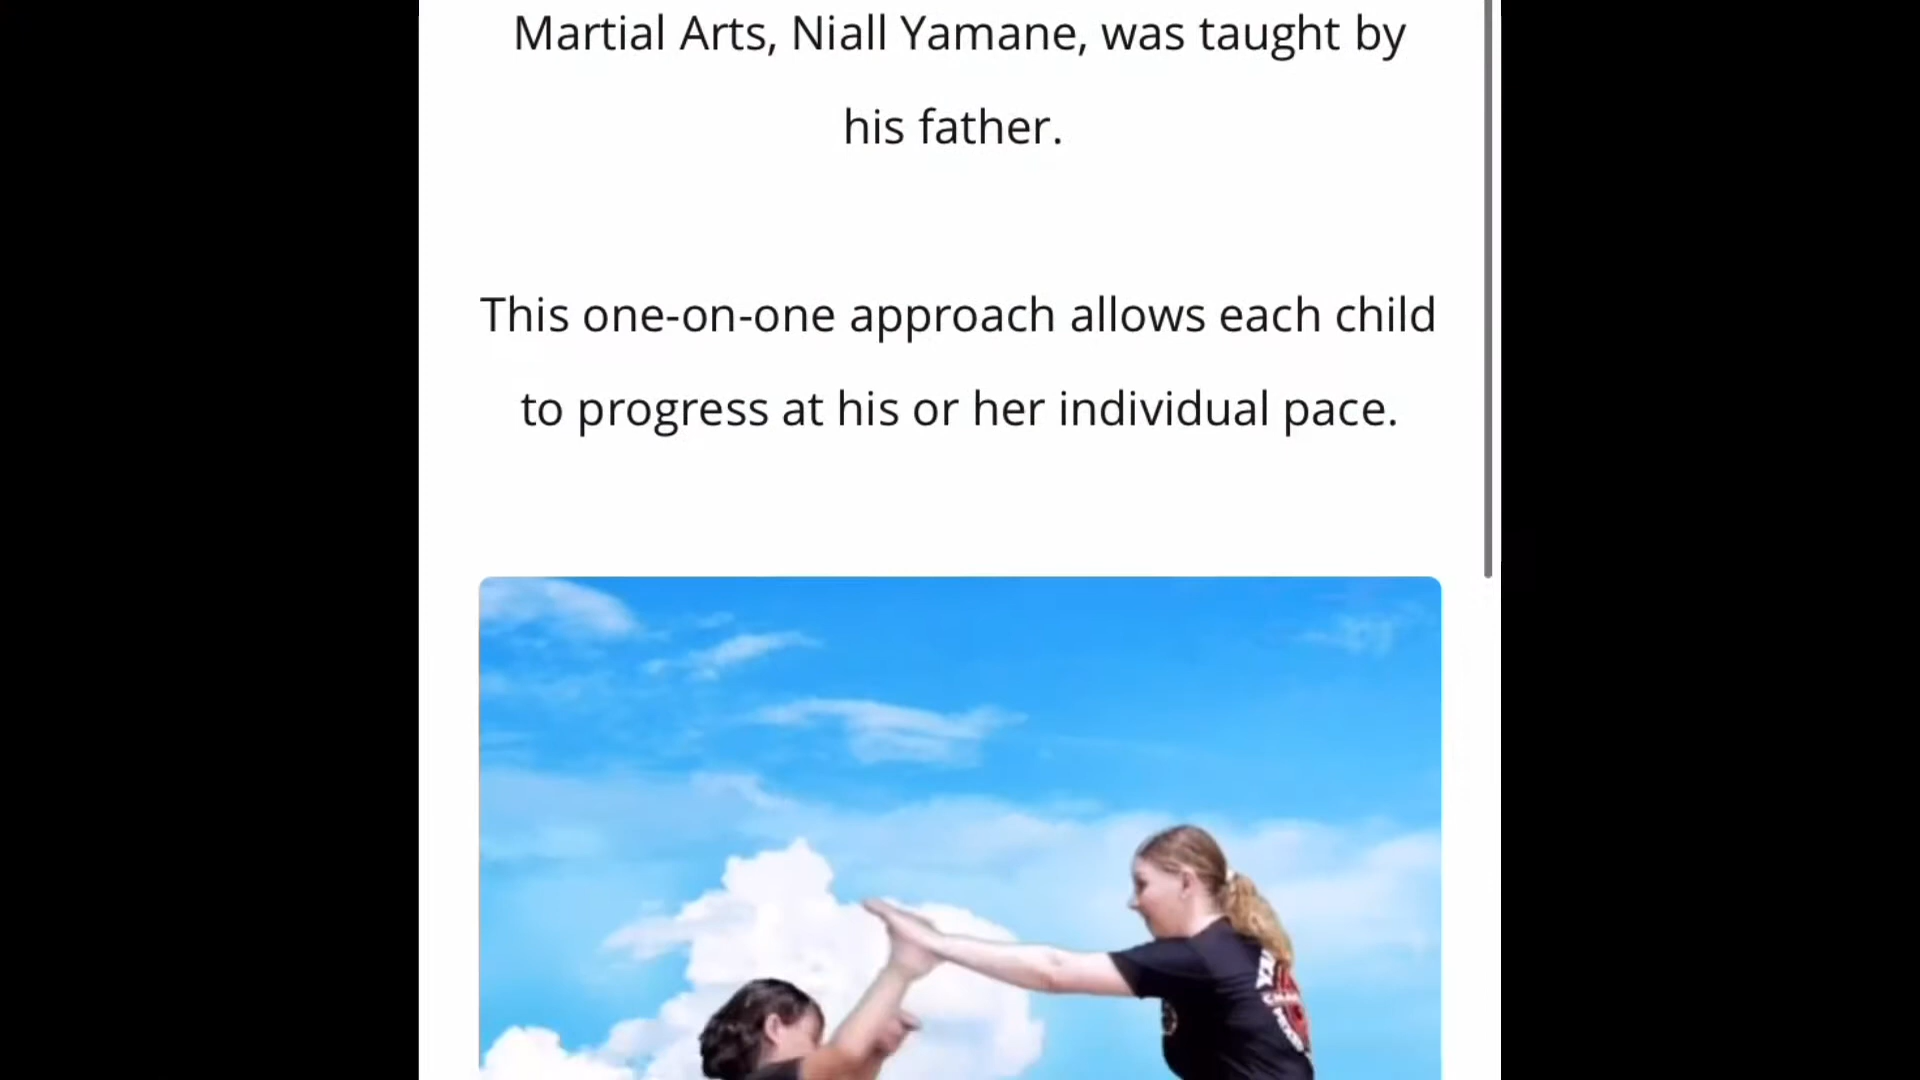 Martial Arts, Niall Yamane, was taught by
his father.
This one-on-one approach allows each child
to progress at his or her individual pace.